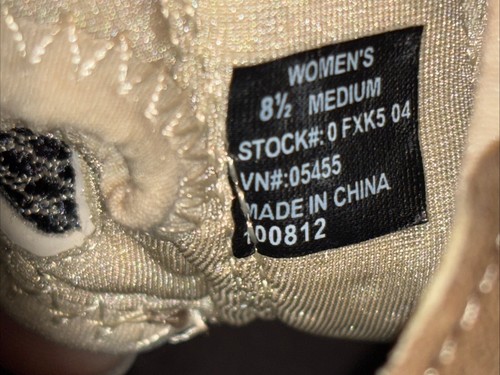 WOMEN'S
8½ MEDIUM
STOCK#: 0 FXK5 04
VN#:05455
MADE IN CHINA
100812